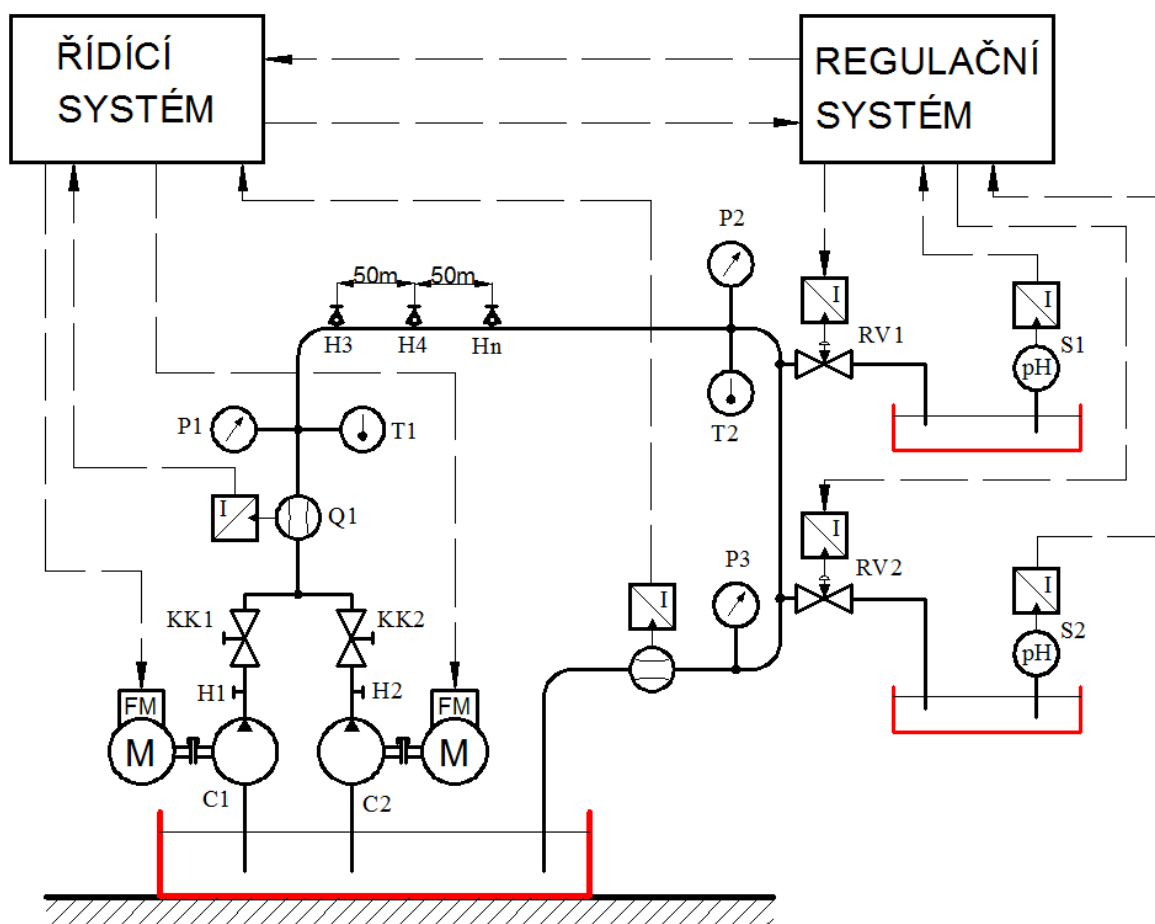 ŘÍDÍCÍ
SYSTÉM
REGULAČNÍ
SYSTÉM
P2
50m
50m
I
I
H3
H4
Hn
RV1
S1
pH
P1
T1
T2
I
Q1
I
P3
RV2
I
I
KK1
KK2
S2
pH
H1
H2
FM
FM
M
M
C1
C2